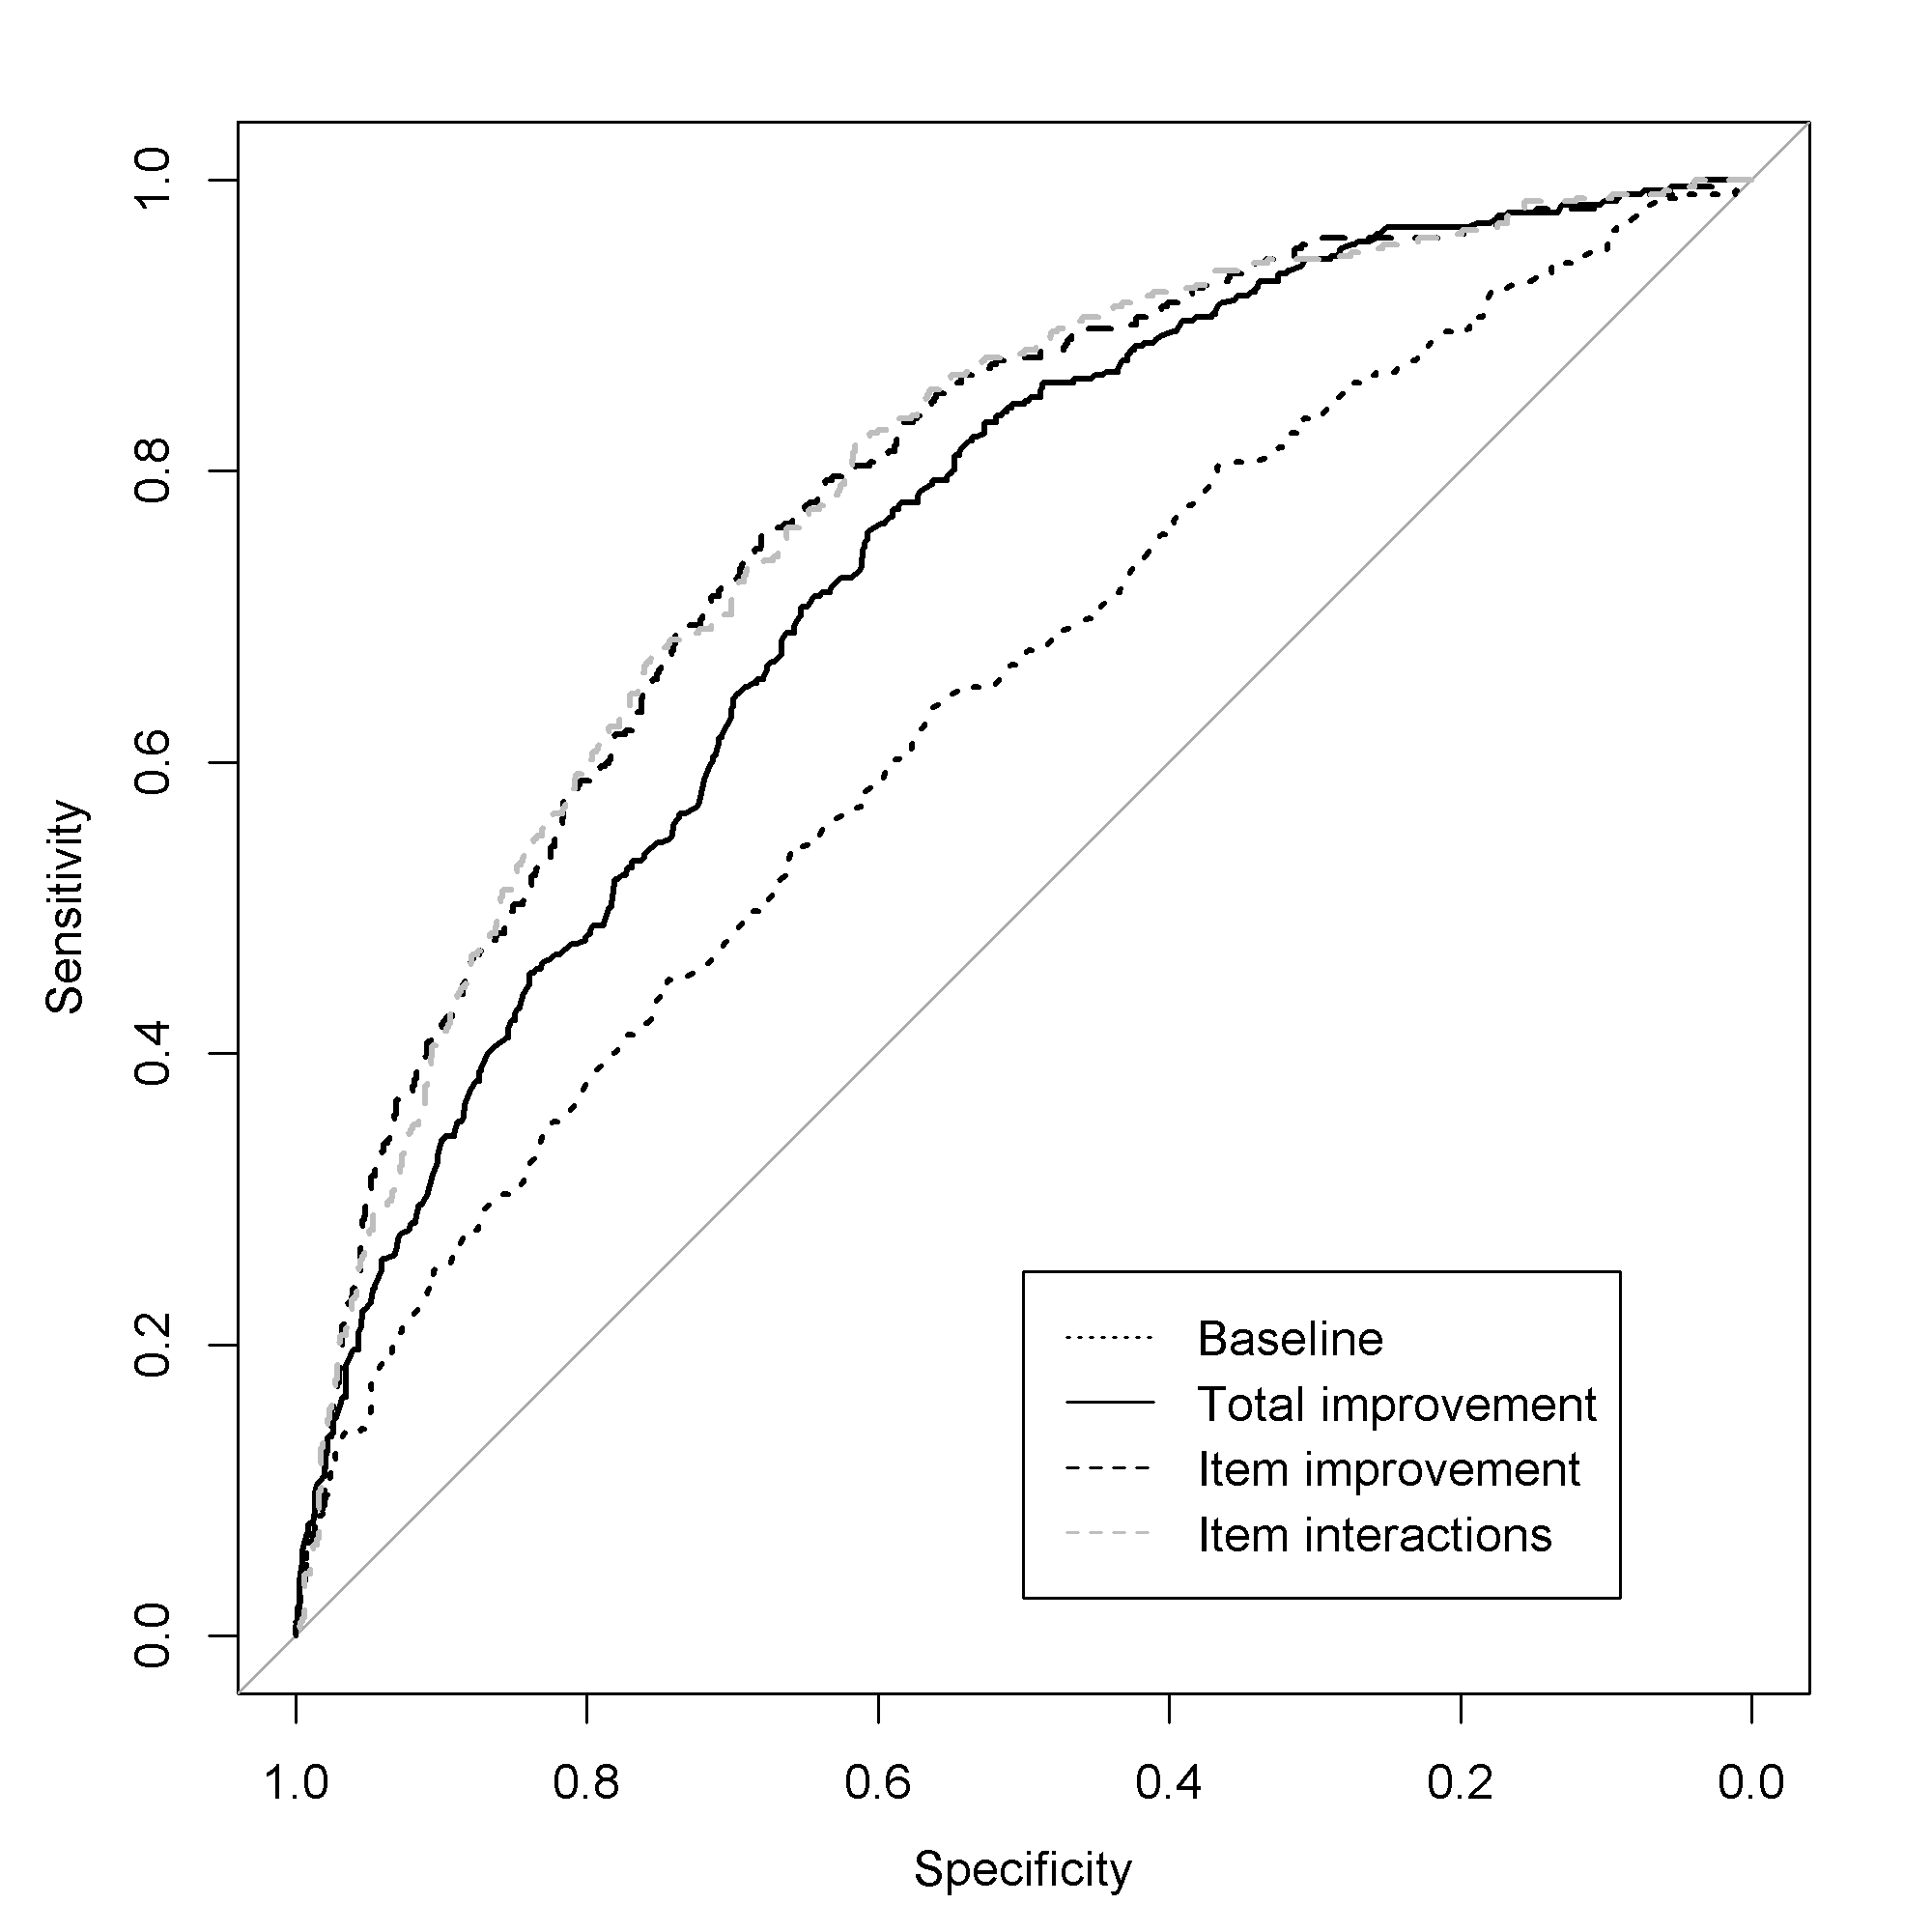 1.0
0.8
0.6
0.4
0.2
0.0
Sensitivity
Baseline
Total improvement
Item improvement
Item interactions
1.0 0.8 0.6 0.4 0.2 0.0
Specificity